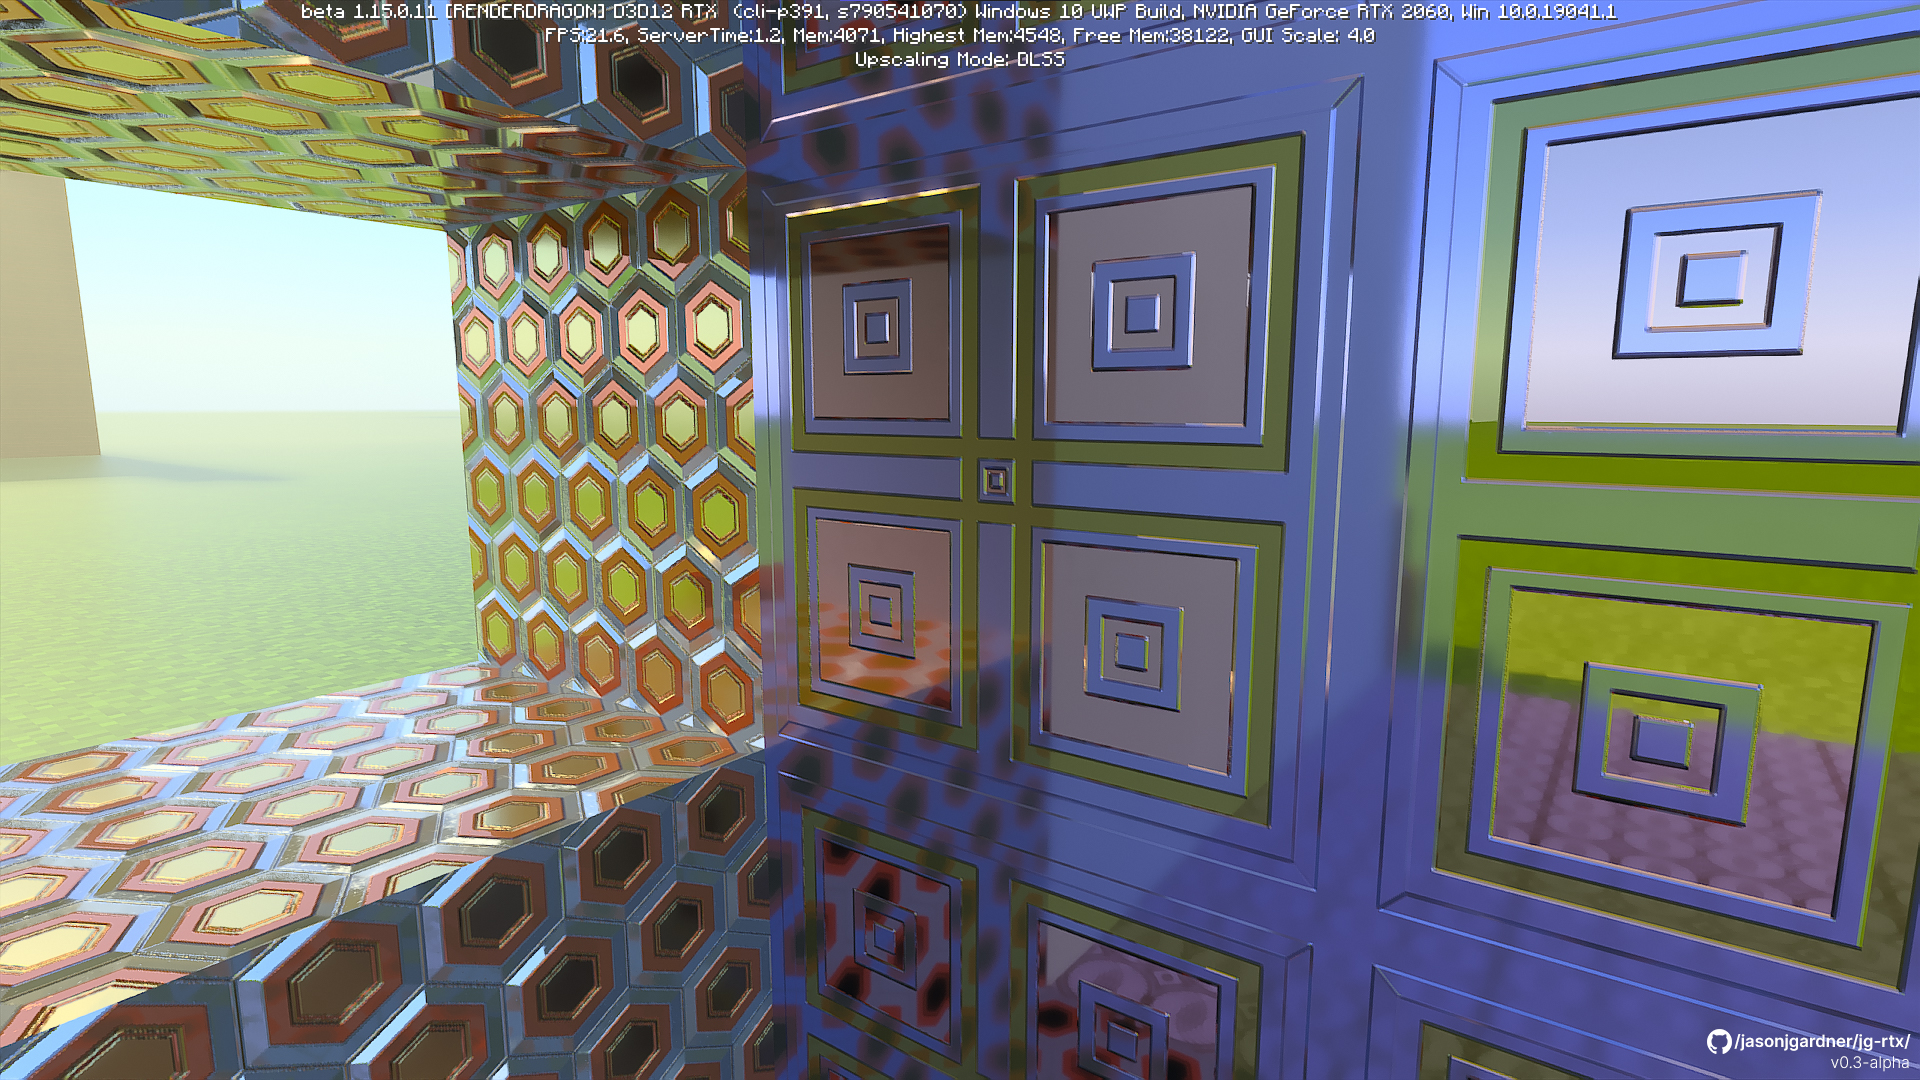 beta 1.15.0.11 [RENDERDRAGON] D3D12 RTX (cli-p391, s790541070) Windows 10 UWP Build, NVIDIA GeForce RTX 2060, Win 10.0.19041.1
FPS:21.6, ServerTime:1.2, Mem:4071, Highest Mem:4548, Free Mem:38122, GUI Scale: 4.0
Upscaling Mode: DLSS
/jasonjgardner/jg-rtx/
v0.3-alpha